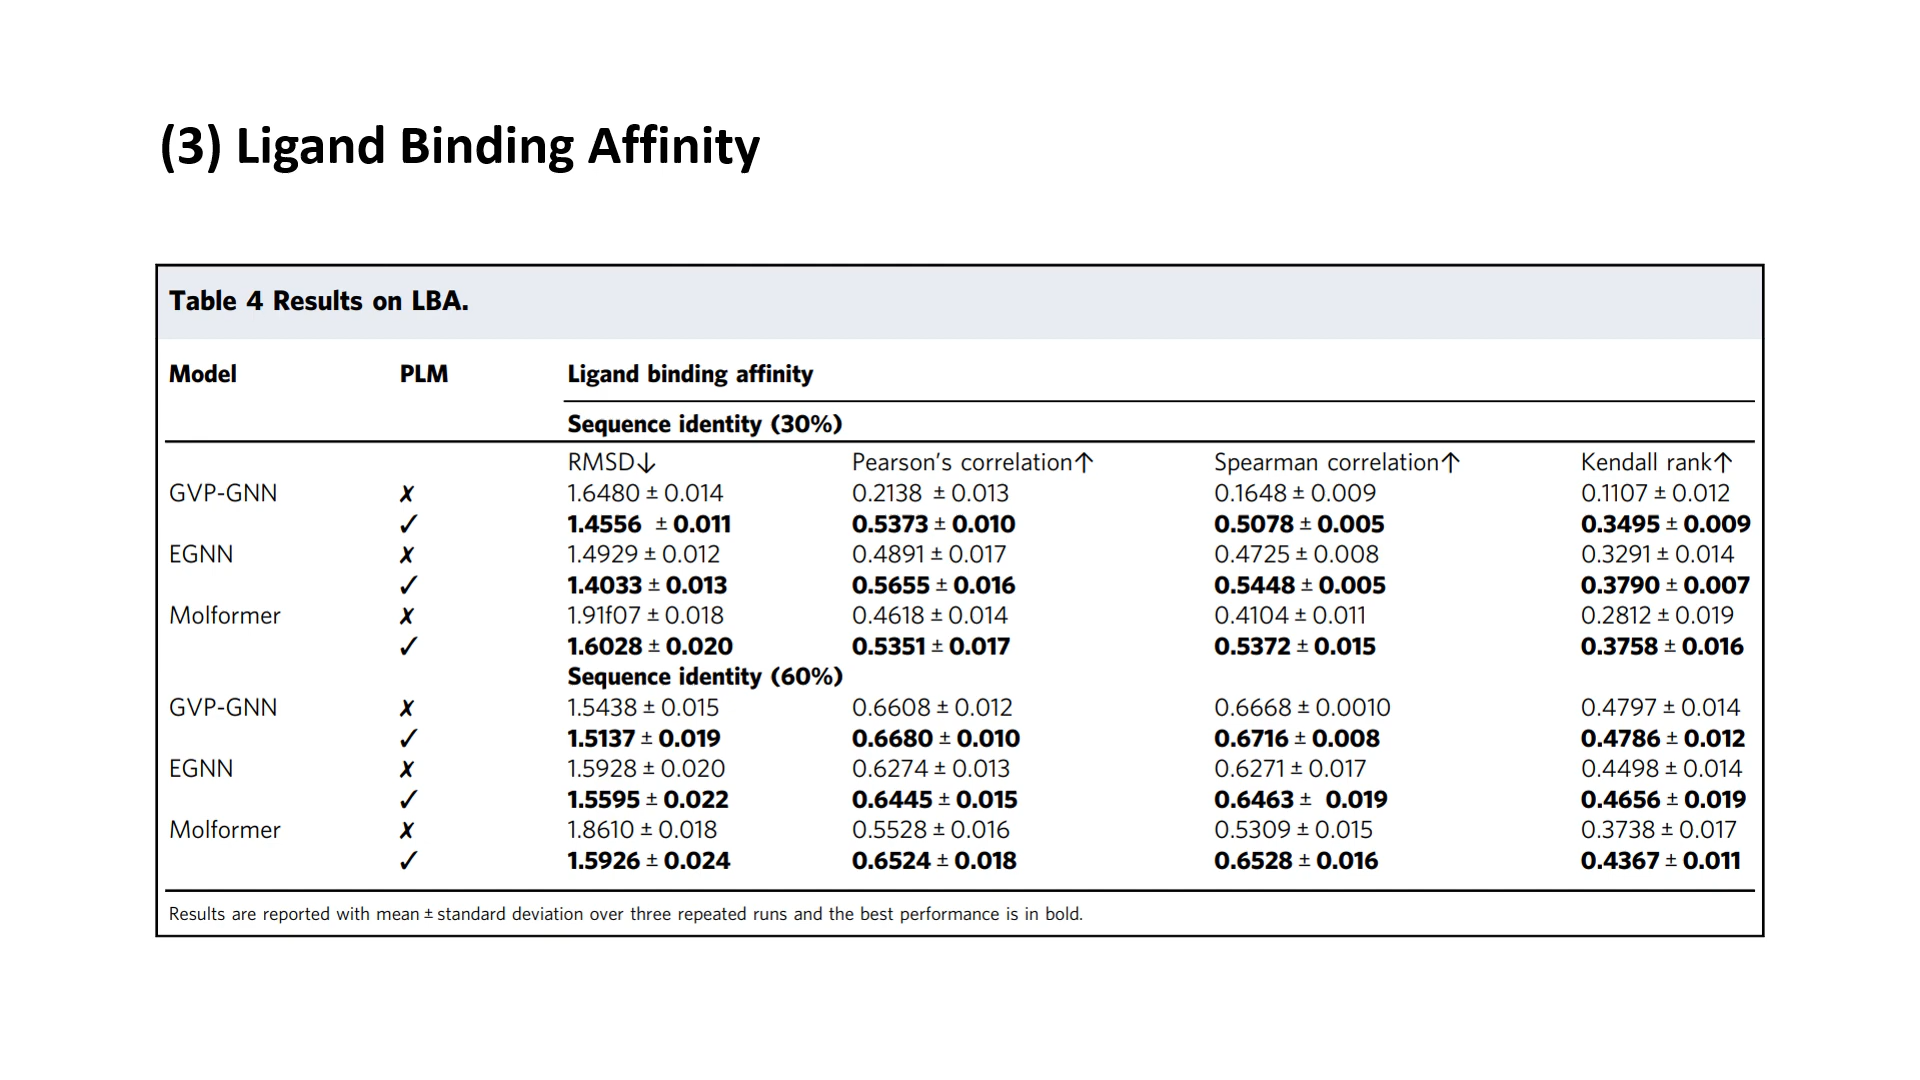 (3) Ligand Binding Affinity
Table 4 Results on LBA.
Model PLM Ligand binding affinity
Sequence identity (30%)
RMSD↓ Pearson's correlation↑ Spearman correlation↑ Kendall rank↑
GVP-GNN ✗ 1.6480 ± 0.014 0.2138 ± 0.013 0.1648 ± 0.009 0.1107 ± 0.012
✓ 1.4556 ± 0.011 0.5373 ± 0.010 0.5078 ± 0.005 0.3495 ± 0.009
EGNN ✗ 1.4929 ± 0.012 0.4891 ± 0.017 0.4725 ± 0.008 0.3291 ± 0.014
✓ 1.4033 ± 0.013 0.5655 ± 0.016 0.5448 ± 0.005 0.3790 ± 0.007
Molformer ✗ 1.91f07 ± 0.018 0.4618 ± 0.014 0.4104 ± 0.011 0.2812 ± 0.019
✓ 1.6028 ± 0.020 0.5351 ± 0.017 0.5372 ± 0.015 0.3758 ± 0.016
Sequence identity (60%)
GVP-GNN ✗ 1.5438 ± 0.015 0.6608 ± 0.012 0.6668 ± 0.0010 0.4797 ± 0.014
✓ 1.5137 ± 0.019 0.6680 ± 0.010 0.6716 ± 0.008 0.4786 ± 0.012
EGNN ✗ 1.5928 ± 0.020 0.6274 ± 0.013 0.6271 ± 0.017 0.4498 ± 0.014
✓ 1.5595 ± 0.022 0.6445 ± 0.015 0.6463 ± 0.019 0.4656 ± 0.019
Molformer ✗ 1.8610 ± 0.018 0.5528 ± 0.016 0.5309 ± 0.015 0.3738 ± 0.017
✓ 1.5926 ± 0.024 0.6524 ± 0.018 0.6528 ± 0.016 0.4367 ± 0.011
Results are reported with mean ± standard deviation over three repeated runs and the best performance is in bold.